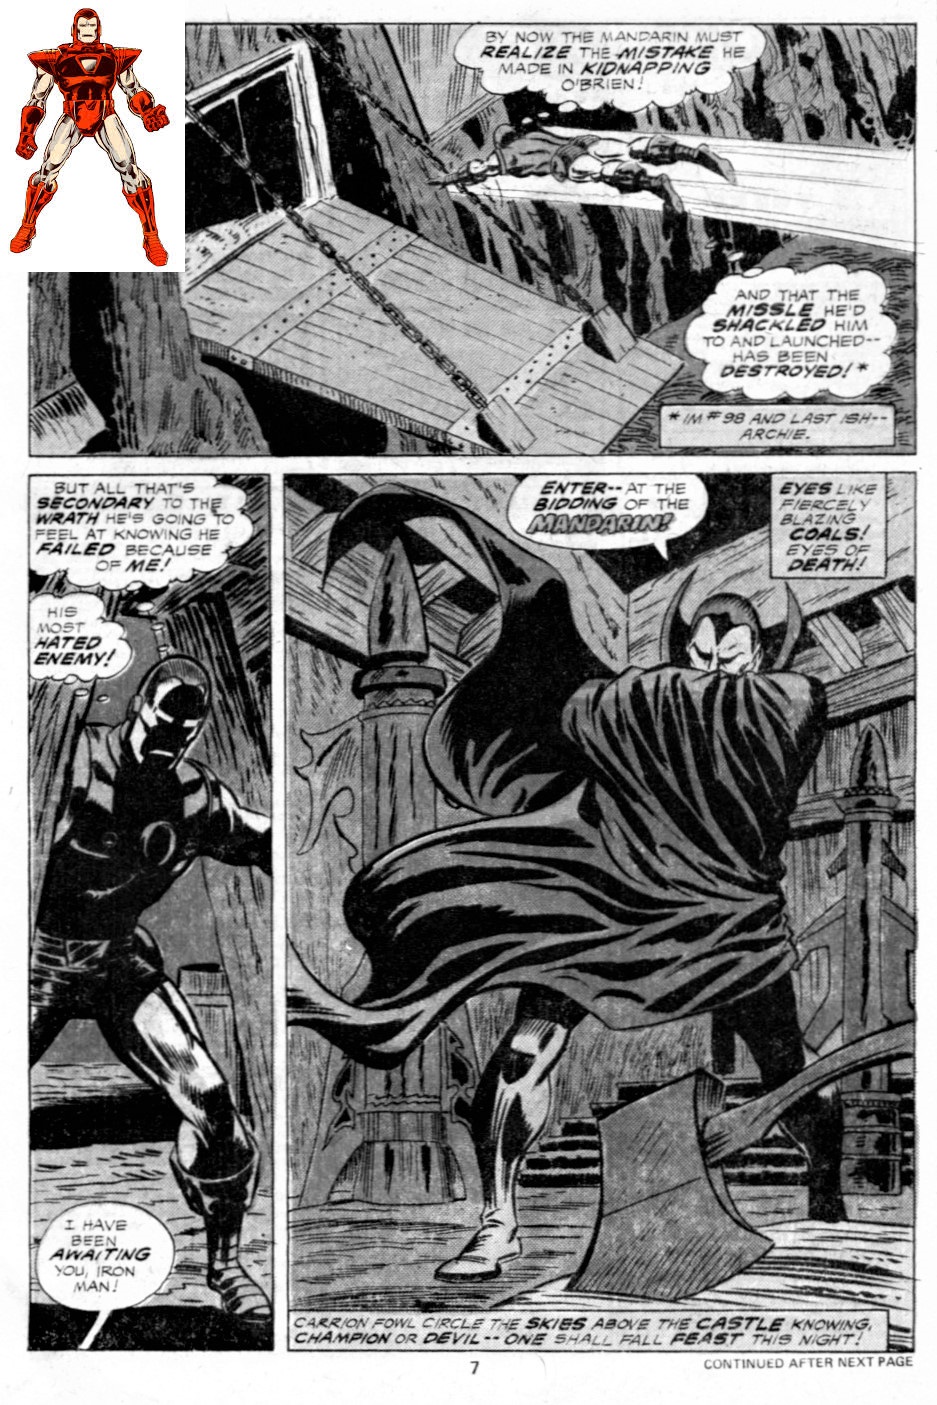 BY NOW THE MANDARIN MUST
REALIZE THE MISTAKE HE
MADE IN KIDNAPPING
O'BRIEN!
AND THAT THE
MISSLE HE'D
SHACKLED HIM
TO AND LAUNCHED--
HAS BEEN
DESTROYED!*
*IM #98 AND LAST ISH--
ARCHIE.
BUT ALL THAT'S
SECONDARY TO THE
WRATH HE'S GOING TO
FEEL AT KNOWING HE
FAILED BECAUSE
OF ME!
HIS
MOST
HATED
ENEMY!
I HAVE
BEEN
AWAITING
YOU, IRON
MAN!
ENTER-- AT THE
BIDDING OF THE
MANDARIN!
EYES LIKE
FIERCELY
BLAZING
COALS!
EYES OF
DEATH!
CARRION FOWL CIRCLE THE SKIES ABOVE THE CASTLE KNOWING,
CHAMPION OR DEVIL -- ONE SHALL FALL FEAST THIS NIGHT!
7
CONTINUED AFTER NEXT PAGE